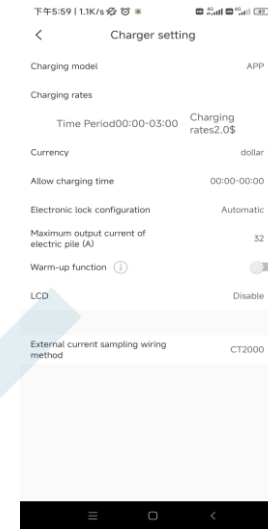 下午5:59 | 1.1K/s
Charger setting
Charging model APP
Charging rates
Time Period00:00-03:00 Charging rates2.0$
Currency dollar
Allow charging time 00:00-00:00
Electronic lock configuration Automatic
Maximum output current of
electric pile (A) 32
Warm-up function
LCD Disable
External current sampling wiring
method CT2000